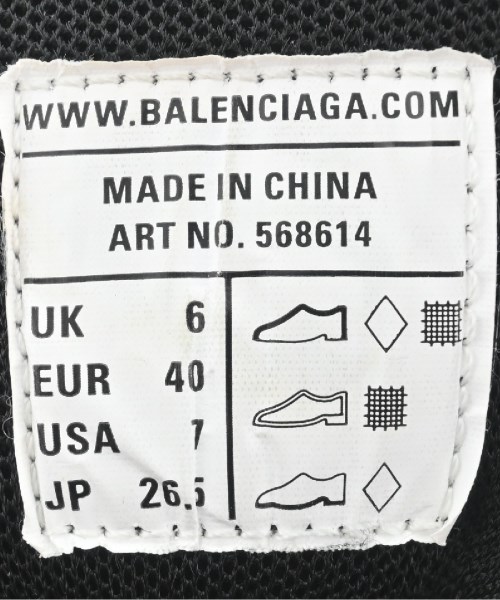 WWW.BALENCIAGA.COM
MADE IN CHINA
ART NO. 568614
UK 6
EUR 40
USA 7
JP 26.5